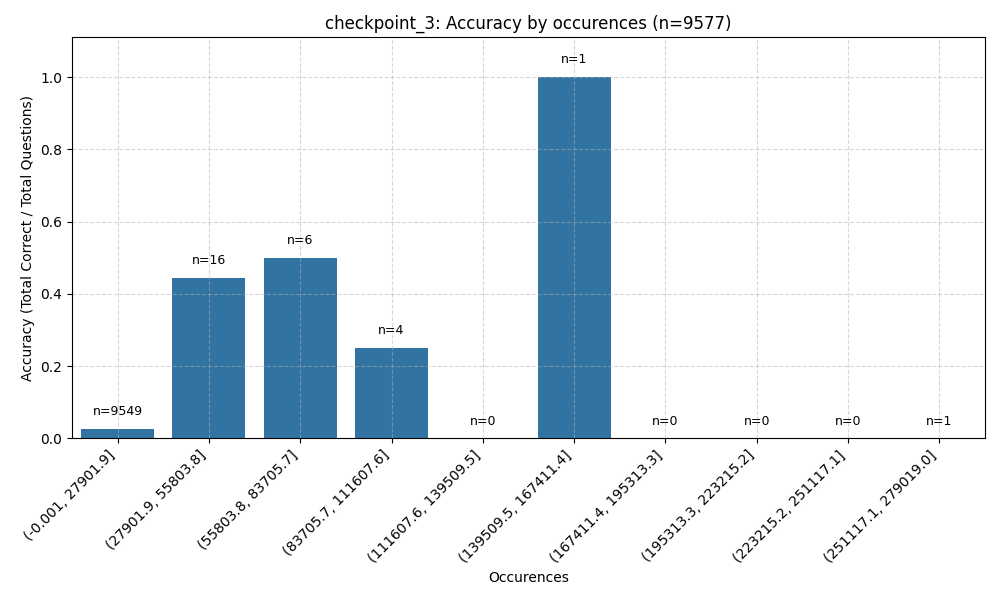 checkpoint_3: Accuracy by occurences (n=9577)
Accuracy (Total Correct / Total Questions)
1.0
0.8
0.6
0.4
0.2
0.0
n=9549
n=16
n=6
n=4
n=0
n=1
n=0
n=0
n=0
n=1
(-0.001, 27901.9]
(27901.9, 55803.8]
(55803.8, 83705.7]
(83705.7, 111607.6]
(111607.6, 139509.5]
(139509.5, 167411.4]
(167411.4, 195313.3]
(195313.3, 223215.2]
(223215.2, 251117.1]
(251117.1, 279019.0]
Occurences